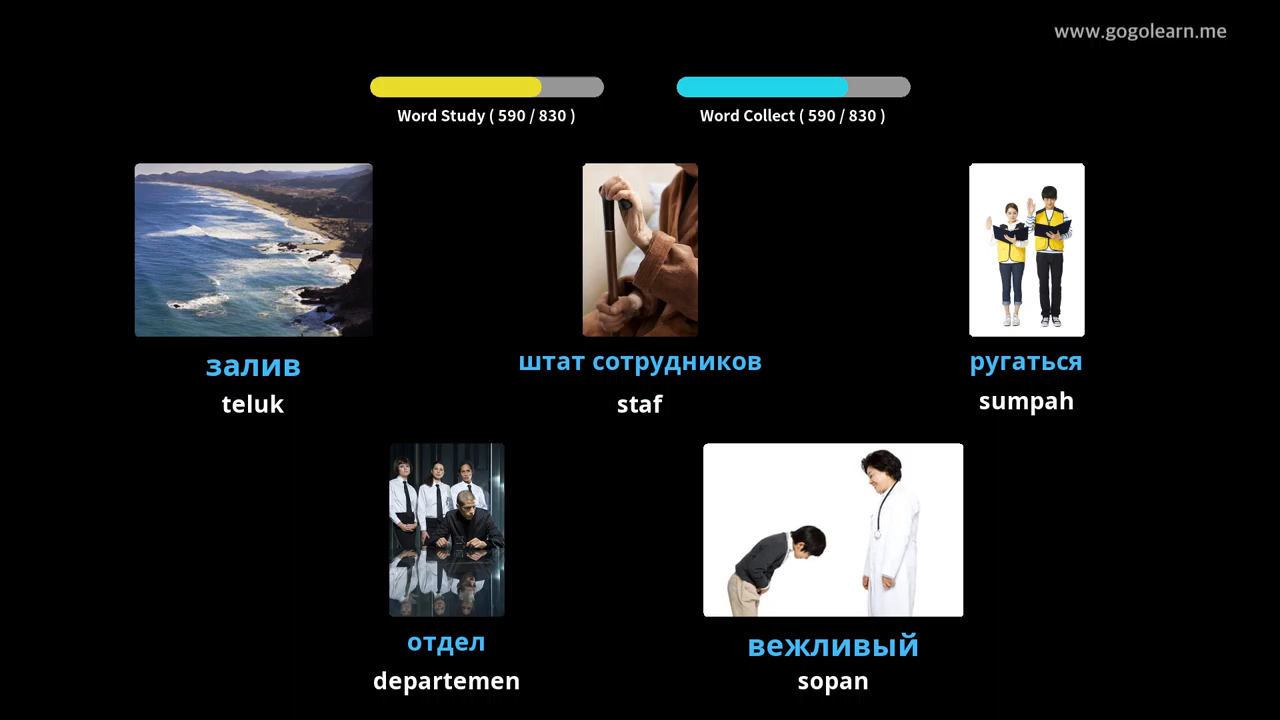 www.gogolearn.me
Word Study ( 590 / 830 )
Word Collect ( 590 / 830 )
залив
teluk
штат сотрудников
staf
ругаться
sumpah
отдел
departemen
вежливый
sopan